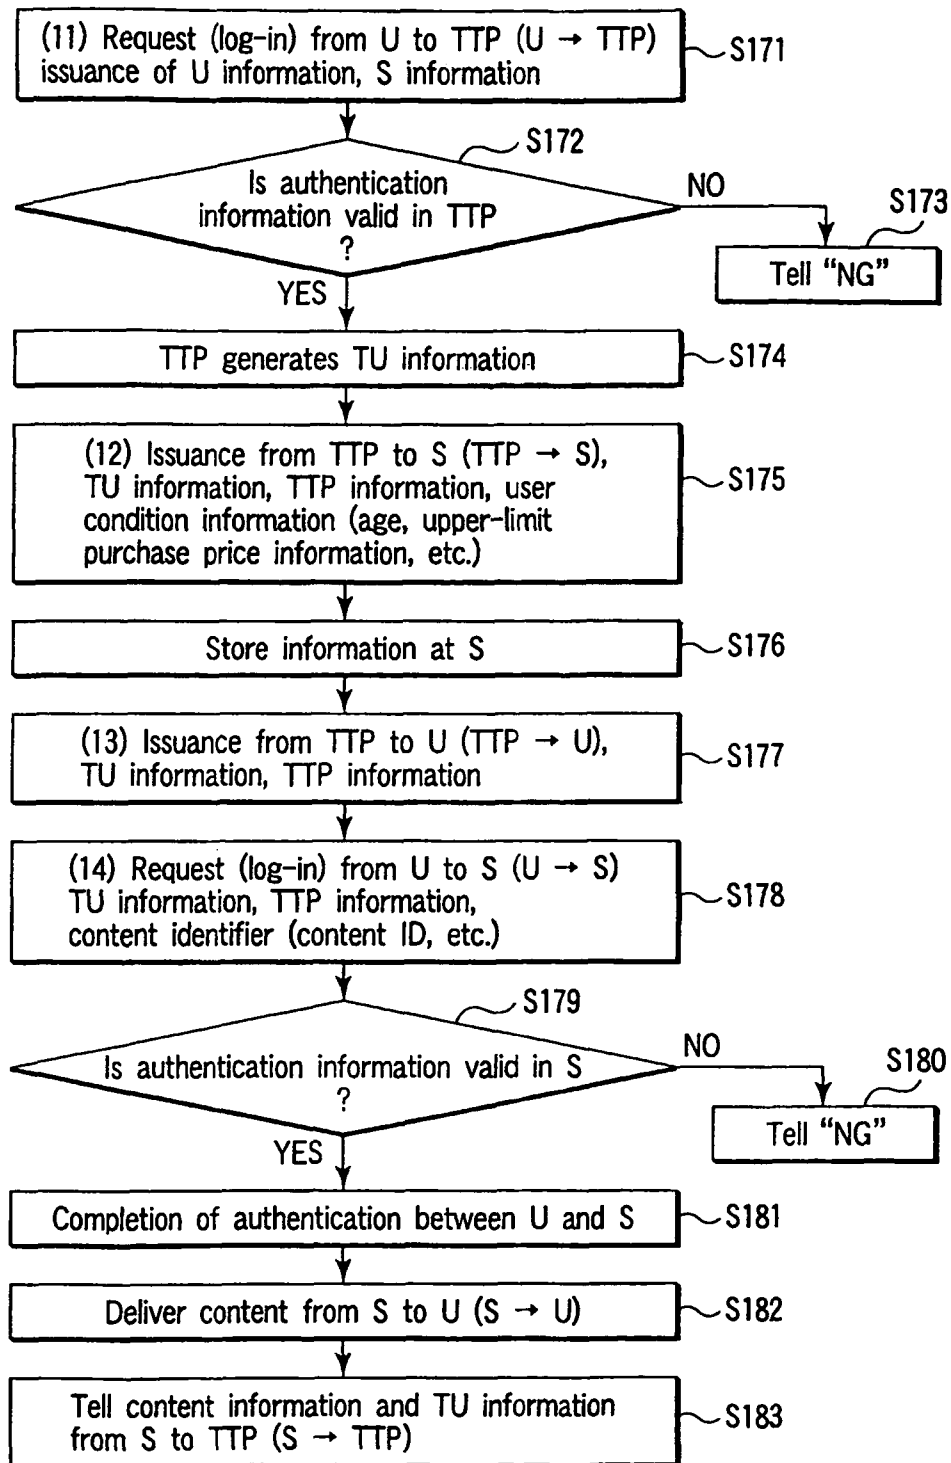 (11) Request (log-in) from U to TTP (U → TTP)
issuance of U information, S information
S171
S172
Is authentication
information valid in TTP
?
NO
S173
Tell “NG”
YES
TTP generates TU information
S174
(12) Issuance from TTP to S (TTP → S),
TU information, TTP information, user
condition information (age, upper-limit
purchase price information, etc.)
S175
Store information at S
S176
(13) Issuance from TTP to U (TTP → U),
TU information, TTP information
S177
(14) Request (log-in) from U to S (U → S)
TU information, TTP information,
content identifier (content ID, etc.)
S178
S179
Is authentication information valid in S
?
NO
S180
Tell “NG”
YES
Completion of authentication between U and S
S181
Deliver content from S to U (S → U)
S182
Tell content information and TU information
from S to TTP (S → TTP)
S183